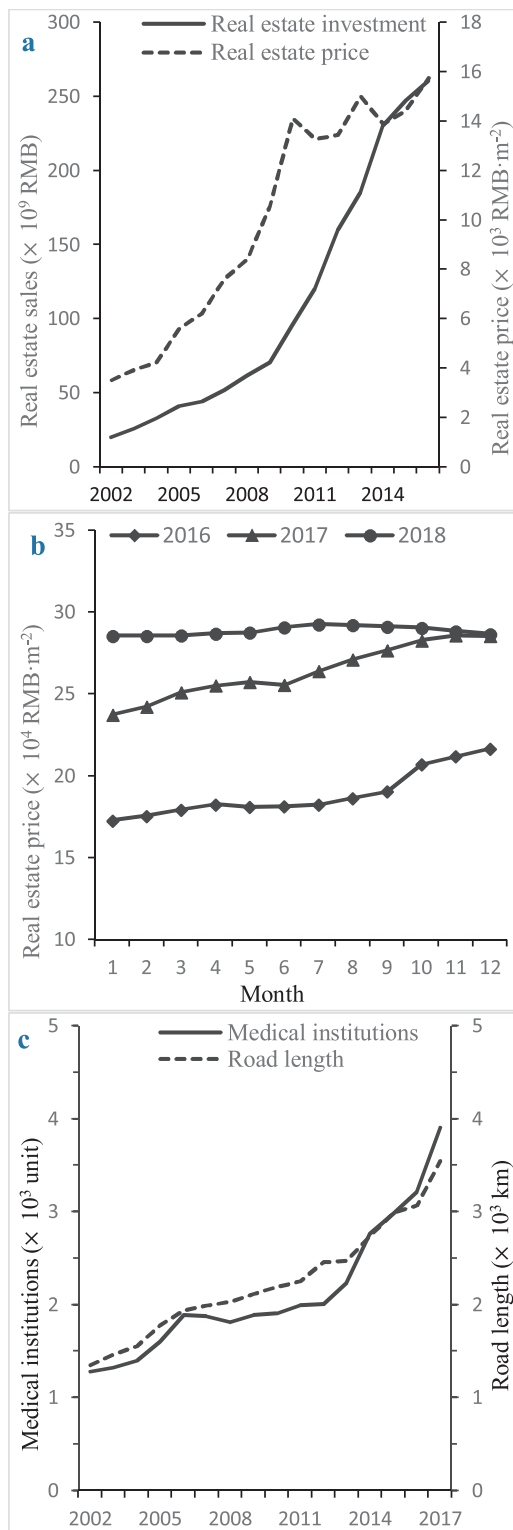 a
Real estate investment
Real estate price
300
250
200
150
100
50
0
Real estate sales (× 10⁹ RMB)
18
16
14
12
10
8
6
4
2
0
Real estate price (× 10³ RMB·m⁻²)
2002 2005 2008 2011 2014
b
2016 2017 2018
35
30
25
20
15
10
Real estate price (× 10⁴ RMB·m⁻²)
1 2 3 4 5 6 7 8 9 10 11 12
Month
c
Medical institutions
Road length
5
4
3
2
1
0
Medical institutions (× 10³ unit)
5
4
3
2
1
0
Road length (× 10³ km)
2002 2005 2008 2011 2014 2017